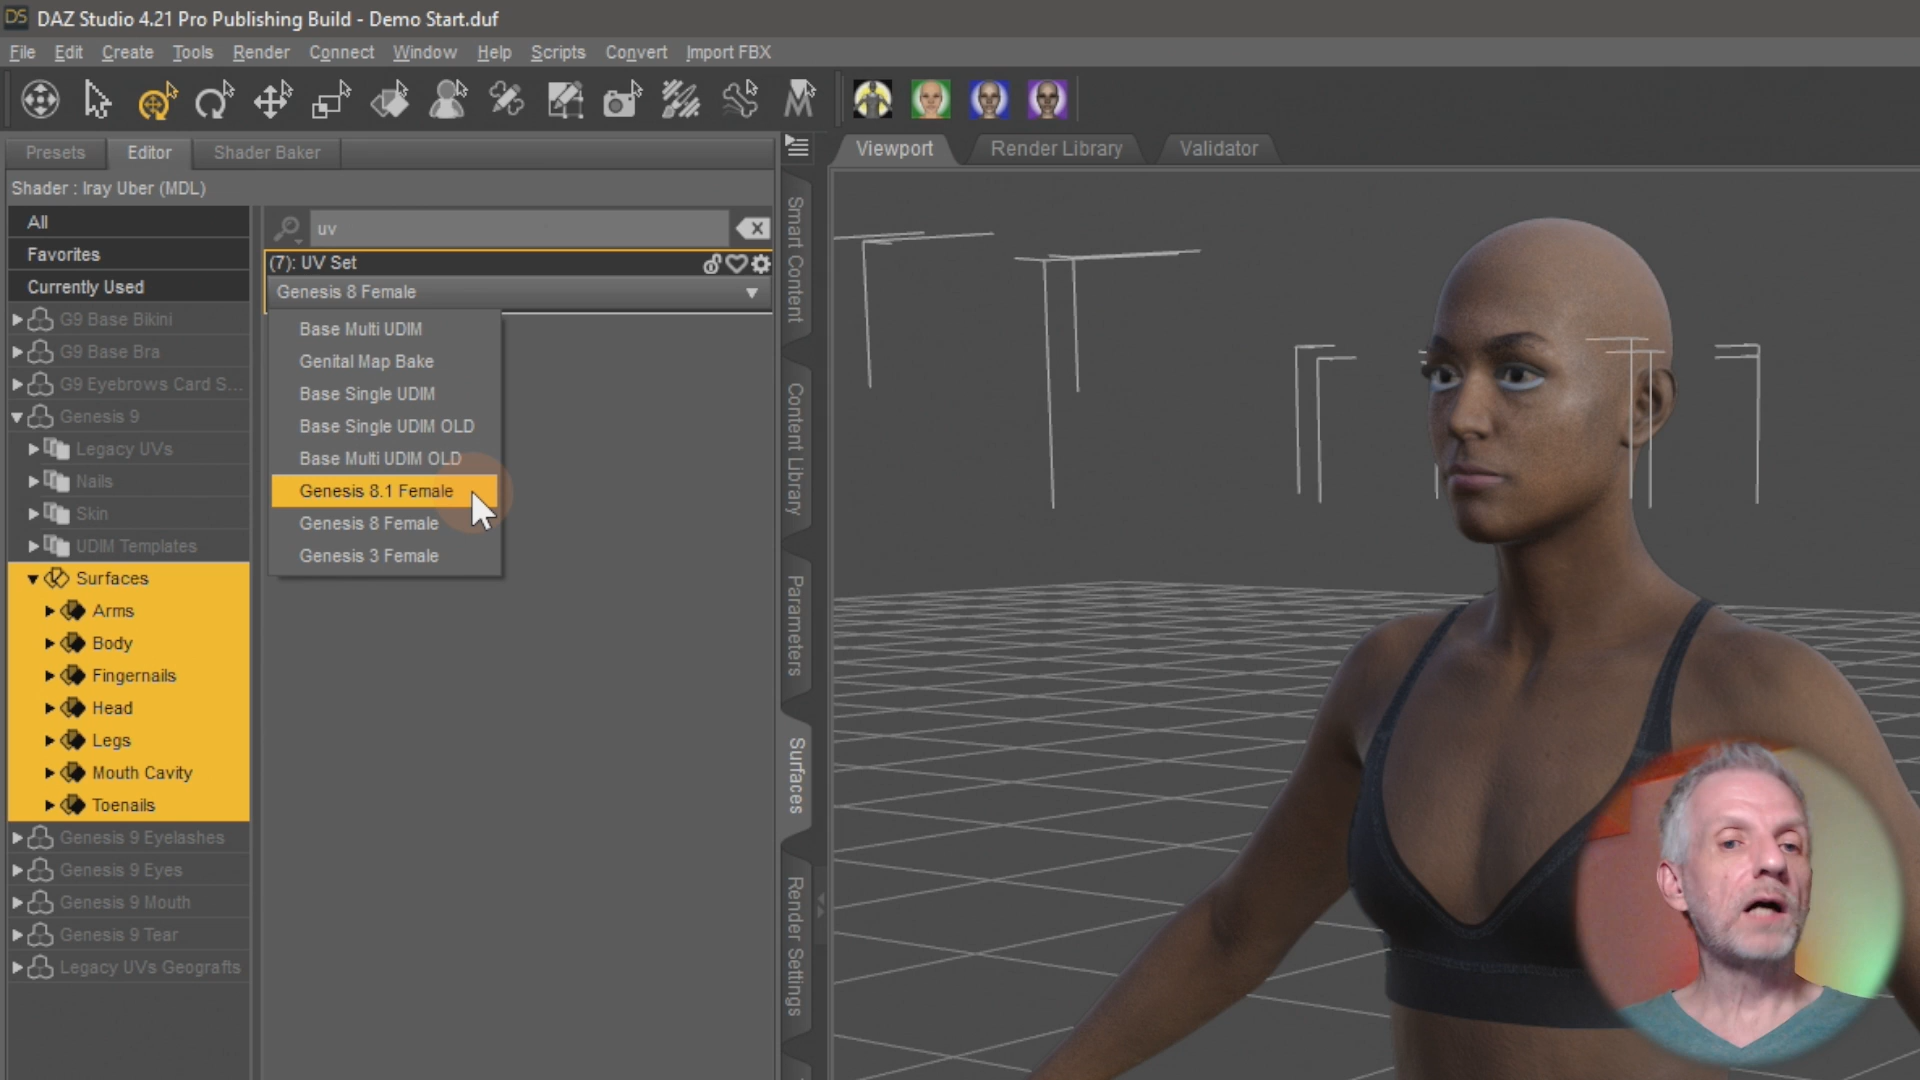 DS DAZ Studio 4.21 Pro Publishing Build - Demo Start.duf
File Edit Create Tools Render Connect Window Help Scripts Convert Import FBX
Presets Editor Shader Baker
Viewport Render Library Validator
Shader : Iray Uber (MDL)
All
Favorites
Currently Used
G9 Base Bikini
G9 Base Bra
G9 Eyebrows Card S...
Genesis 9
Legacy UVs
Nails
Skin
UDIM Templates
Surfaces
Arms
Body
Fingernails
Head
Legs
Mouth Cavity
Toenails
Genesis 9 Eyelashes
Genesis 9 Eyes
Genesis 9 Mouth
Genesis 9 Tear
Legacy UVs Geografts
uv
(7): UV Set
Genesis 8 Female
Base Multi UDIM
Genital Map Bake
Base Single UDIM
Base Single UDIM OLD
Base Multi UDIM OLD
Genesis 8.1 Female
Genesis 8 Female
Genesis 3 Female
Smart Content
Content Library
Parameters
Surfaces
Render Settings